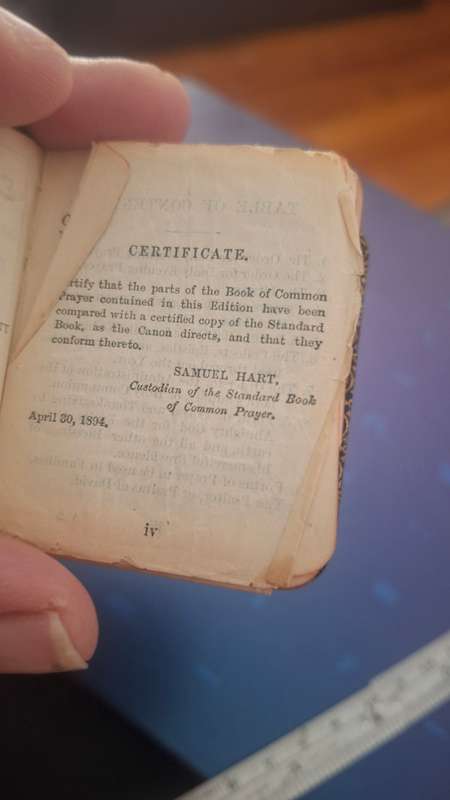 CERTIFICATE.
rtify that the parts of the Book of Common
Prayer contained in this Edition have been
compared with a certified copy of the Standard
Book, as the Canon directs, and that they
conform thereto.
SAMUEL HART,
Custodian of the Standard Book
of Common Prayer.
April 30, 1894.
iv